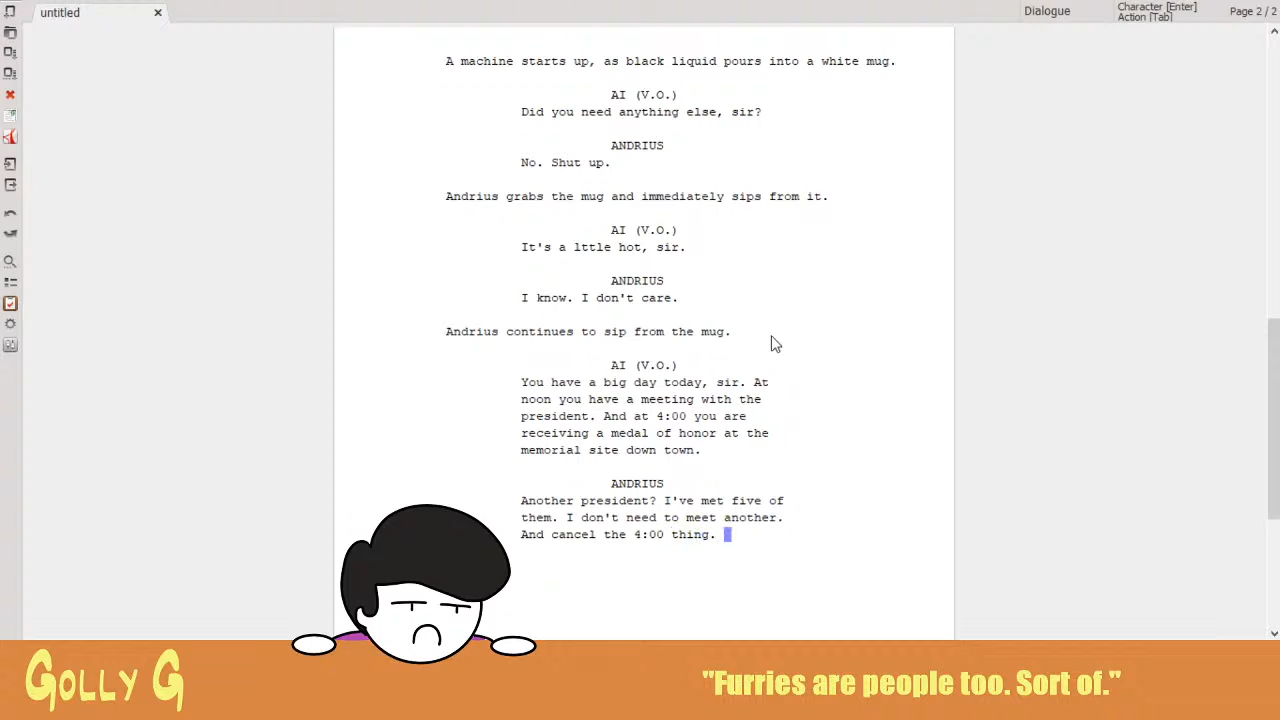 untitled
Dialogue
Character [Enter]
Action [Tab]
Page 2 / 2
A machine starts up, as black liquid pours into a white mug.
AI (V.O.)
Did you need anything else, sir?
ANDRIUS
No. Shut up.
Andrius grabs the mug and immediately sips from it.
AI (V.O.)
It's a lttle hot, sir.
ANDRIUS
I know. I don't care.
Andrius continues to sip from the mug.
AI (V.O.)
You have a big day today, sir. At
noon you have a meeting with the
president. And at 4:00 you are
receiving a medal of honor at the
memorial site down town.
ANDRIUS
Another president? I've met five of
them. I don't need to meet another.
And cancel the 4:00 thing.
GOLLY G
"Furries are people too. Sort of."